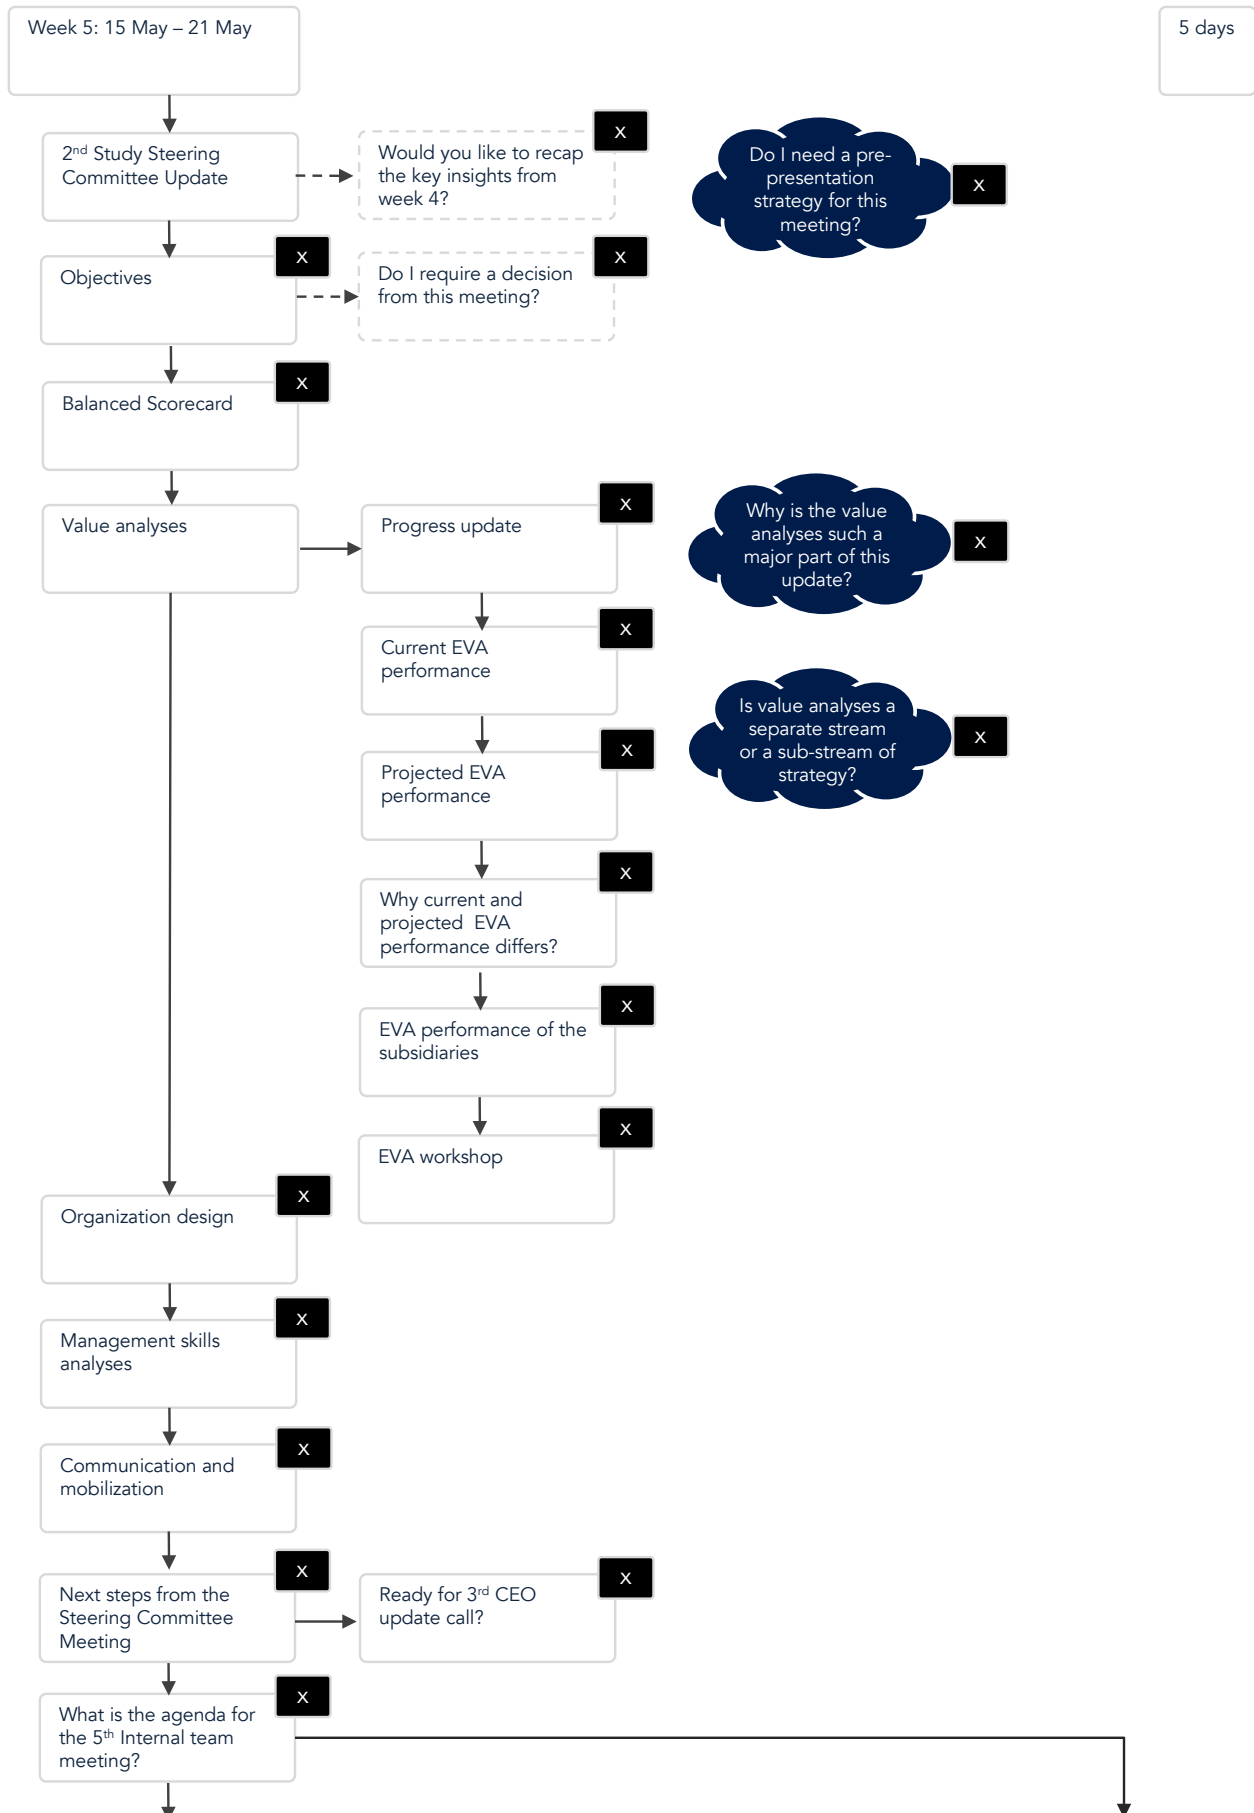 Week 5: 15 May – 21 May
5 days
2nd Study Steering
Committee Update
X
Would you like to recap
the key insights from
week 4?
Do I need a pre-
presentation
strategy for this
meeting?
X
X
Objectives
X
Do I require a decision
from this meeting?
X
Balanced Scorecard
Value analyses
X
Progress update
Why is the value
analyses such a
major part of this
update?
X
X
Current EVA
performance
Is value analyses a
separate stream
or a sub-stream of
strategy?
X
X
Projected EVA
performance
X
Why current and
projected EVA
performance differs?
X
EVA performance of the
subsidiaries
X
EVA workshop
X
Organization design
X
Management skills
analyses
X
Communication and
mobilization
X
Next steps from the
Steering Committee
Meeting
X
Ready for 3rd CEO
update call?
X
What is the agenda for
the 5th Internal team
meeting?